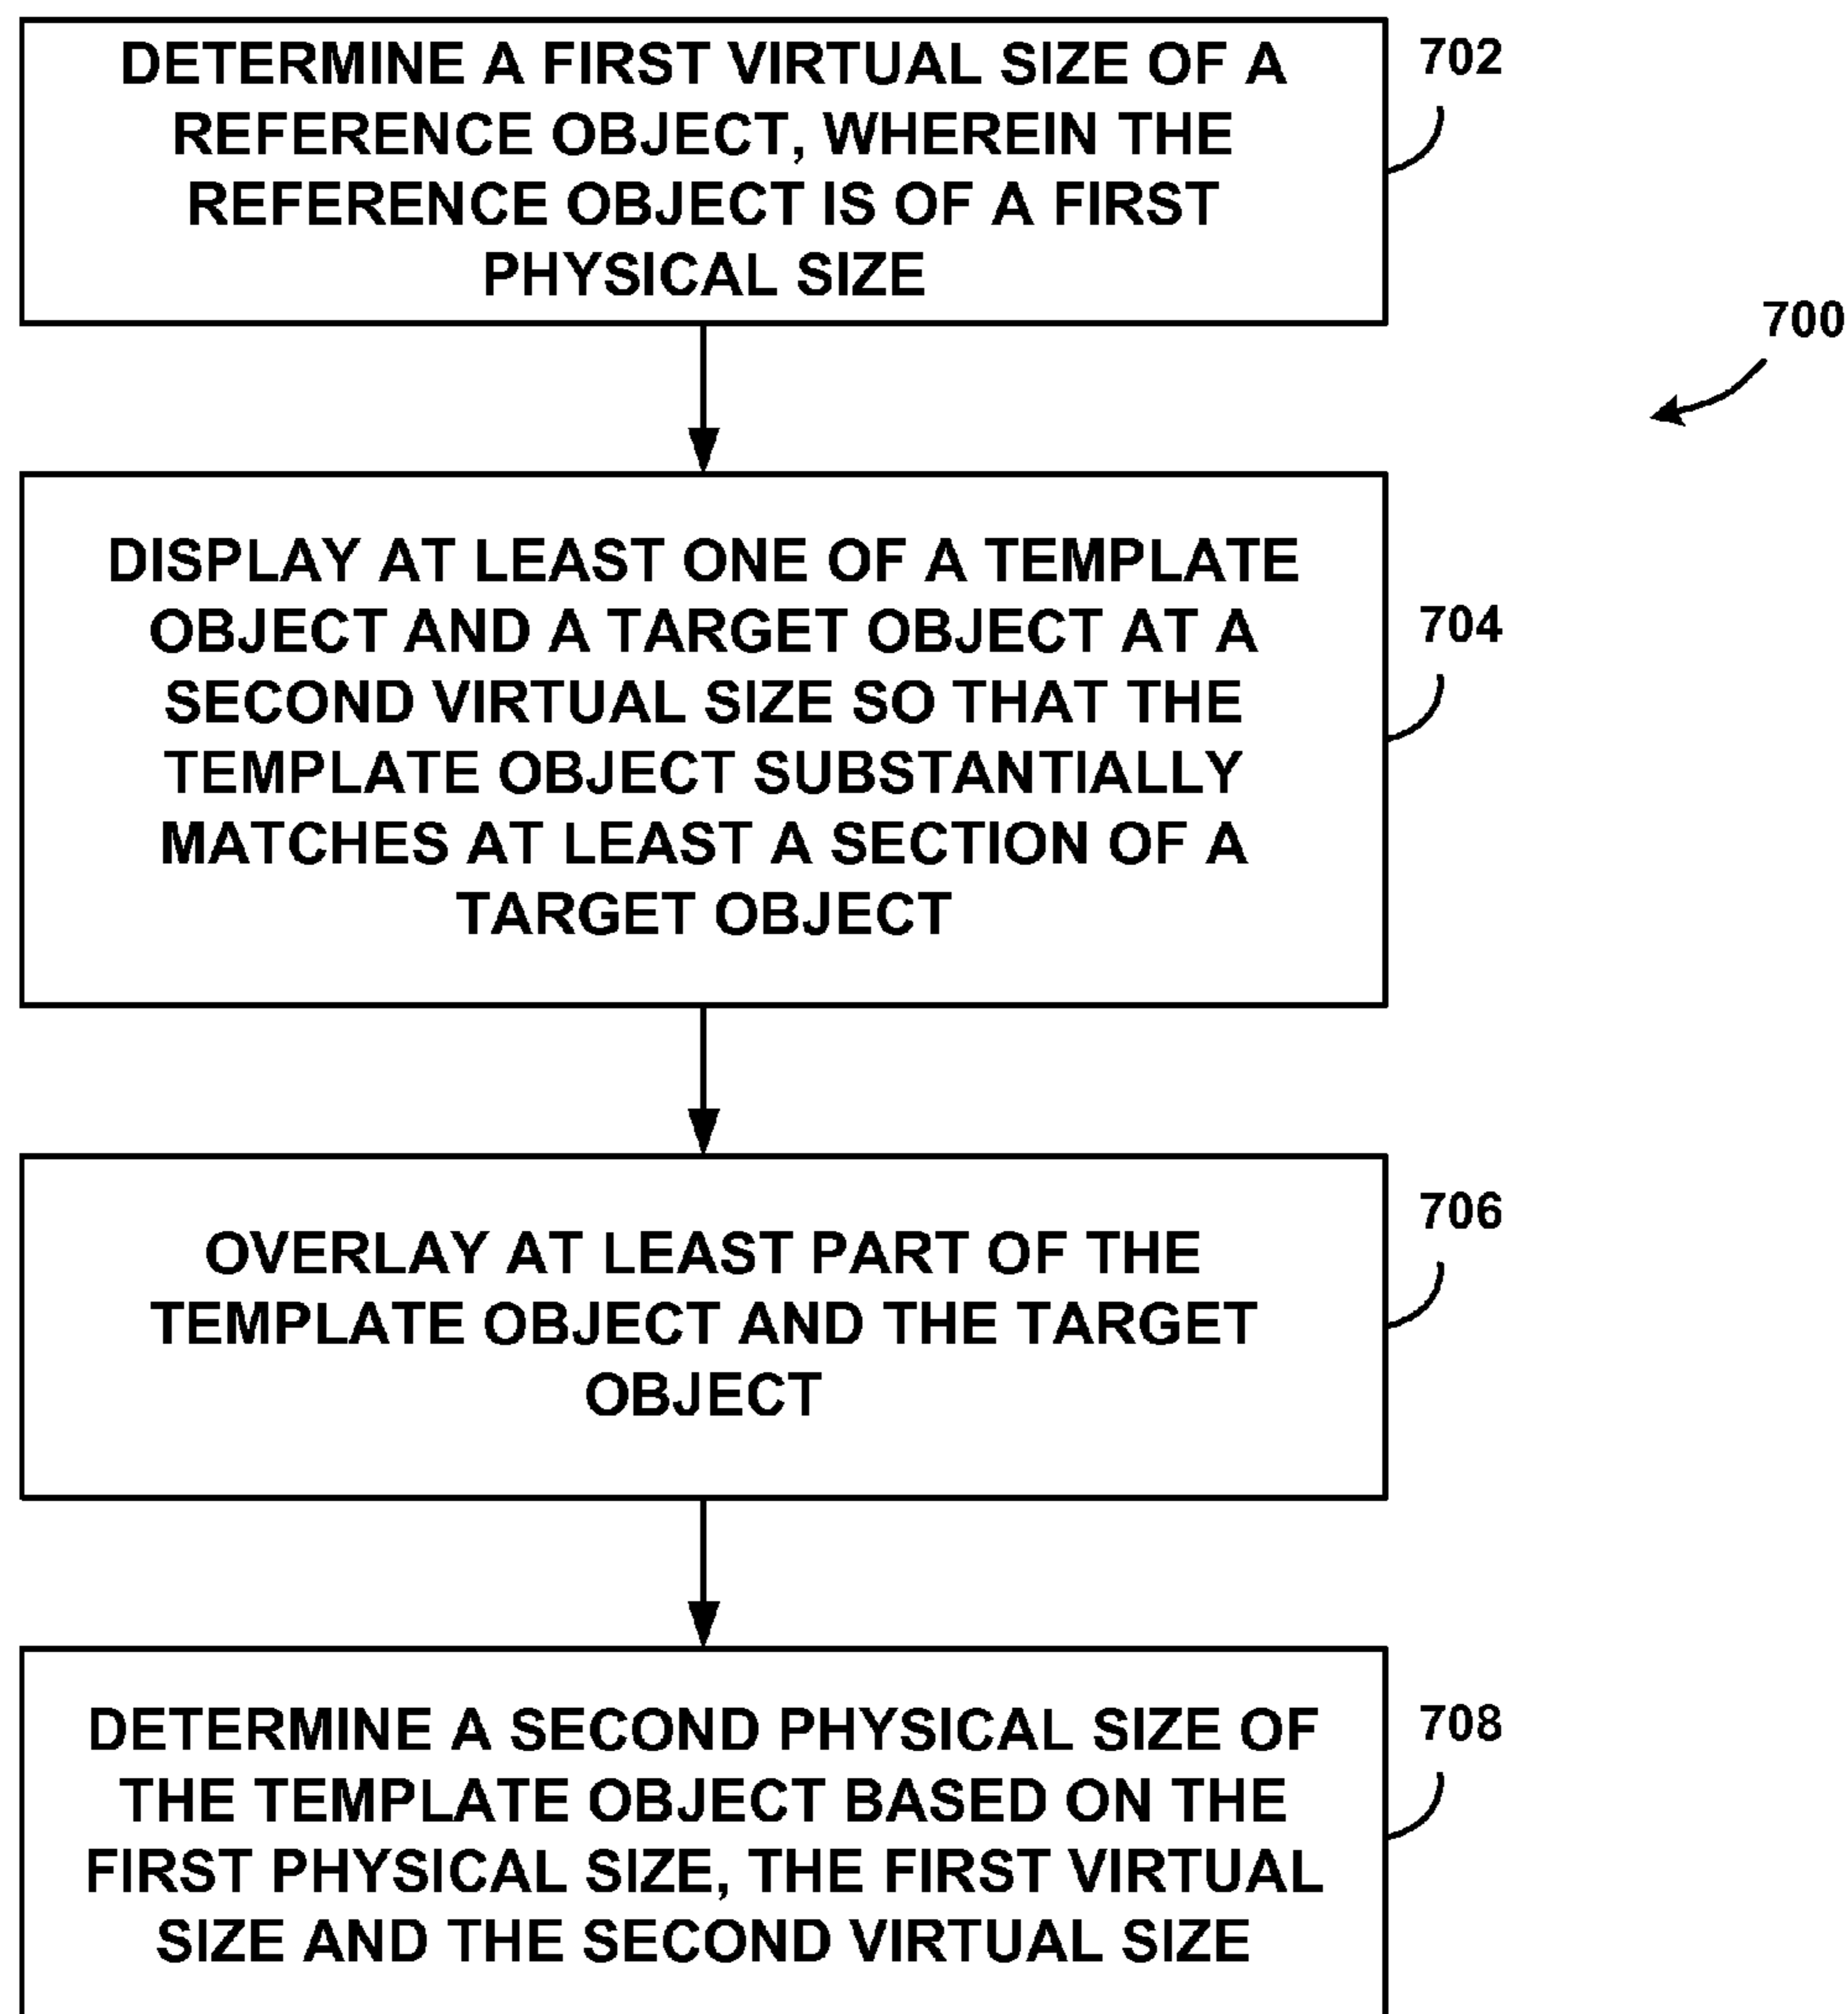 DETERMINE A FIRST VIRTUAL SIZE OF A
REFERENCE OBJECT, WHEREIN THE
REFERENCE OBJECT IS OF A FIRST
PHYSICAL SIZE
702
700
DISPLAY AT LEAST ONE OF A TEMPLATE
OBJECT AND A TARGET OBJECT AT A
SECOND VIRTUAL SIZE SO THAT THE
TEMPLATE OBJECT SUBSTANTIALLY
MATCHES AT LEAST A SECTION OF A
TARGET OBJECT
704
OVERLAY AT LEAST PART OF THE
TEMPLATE OBJECT AND THE TARGET
OBJECT
706
DETERMINE A SECOND PHYSICAL SIZE OF
THE TEMPLATE OBJECT BASED ON THE
FIRST PHYSICAL SIZE, THE FIRST VIRTUAL
SIZE AND THE SECOND VIRTUAL SIZE
708